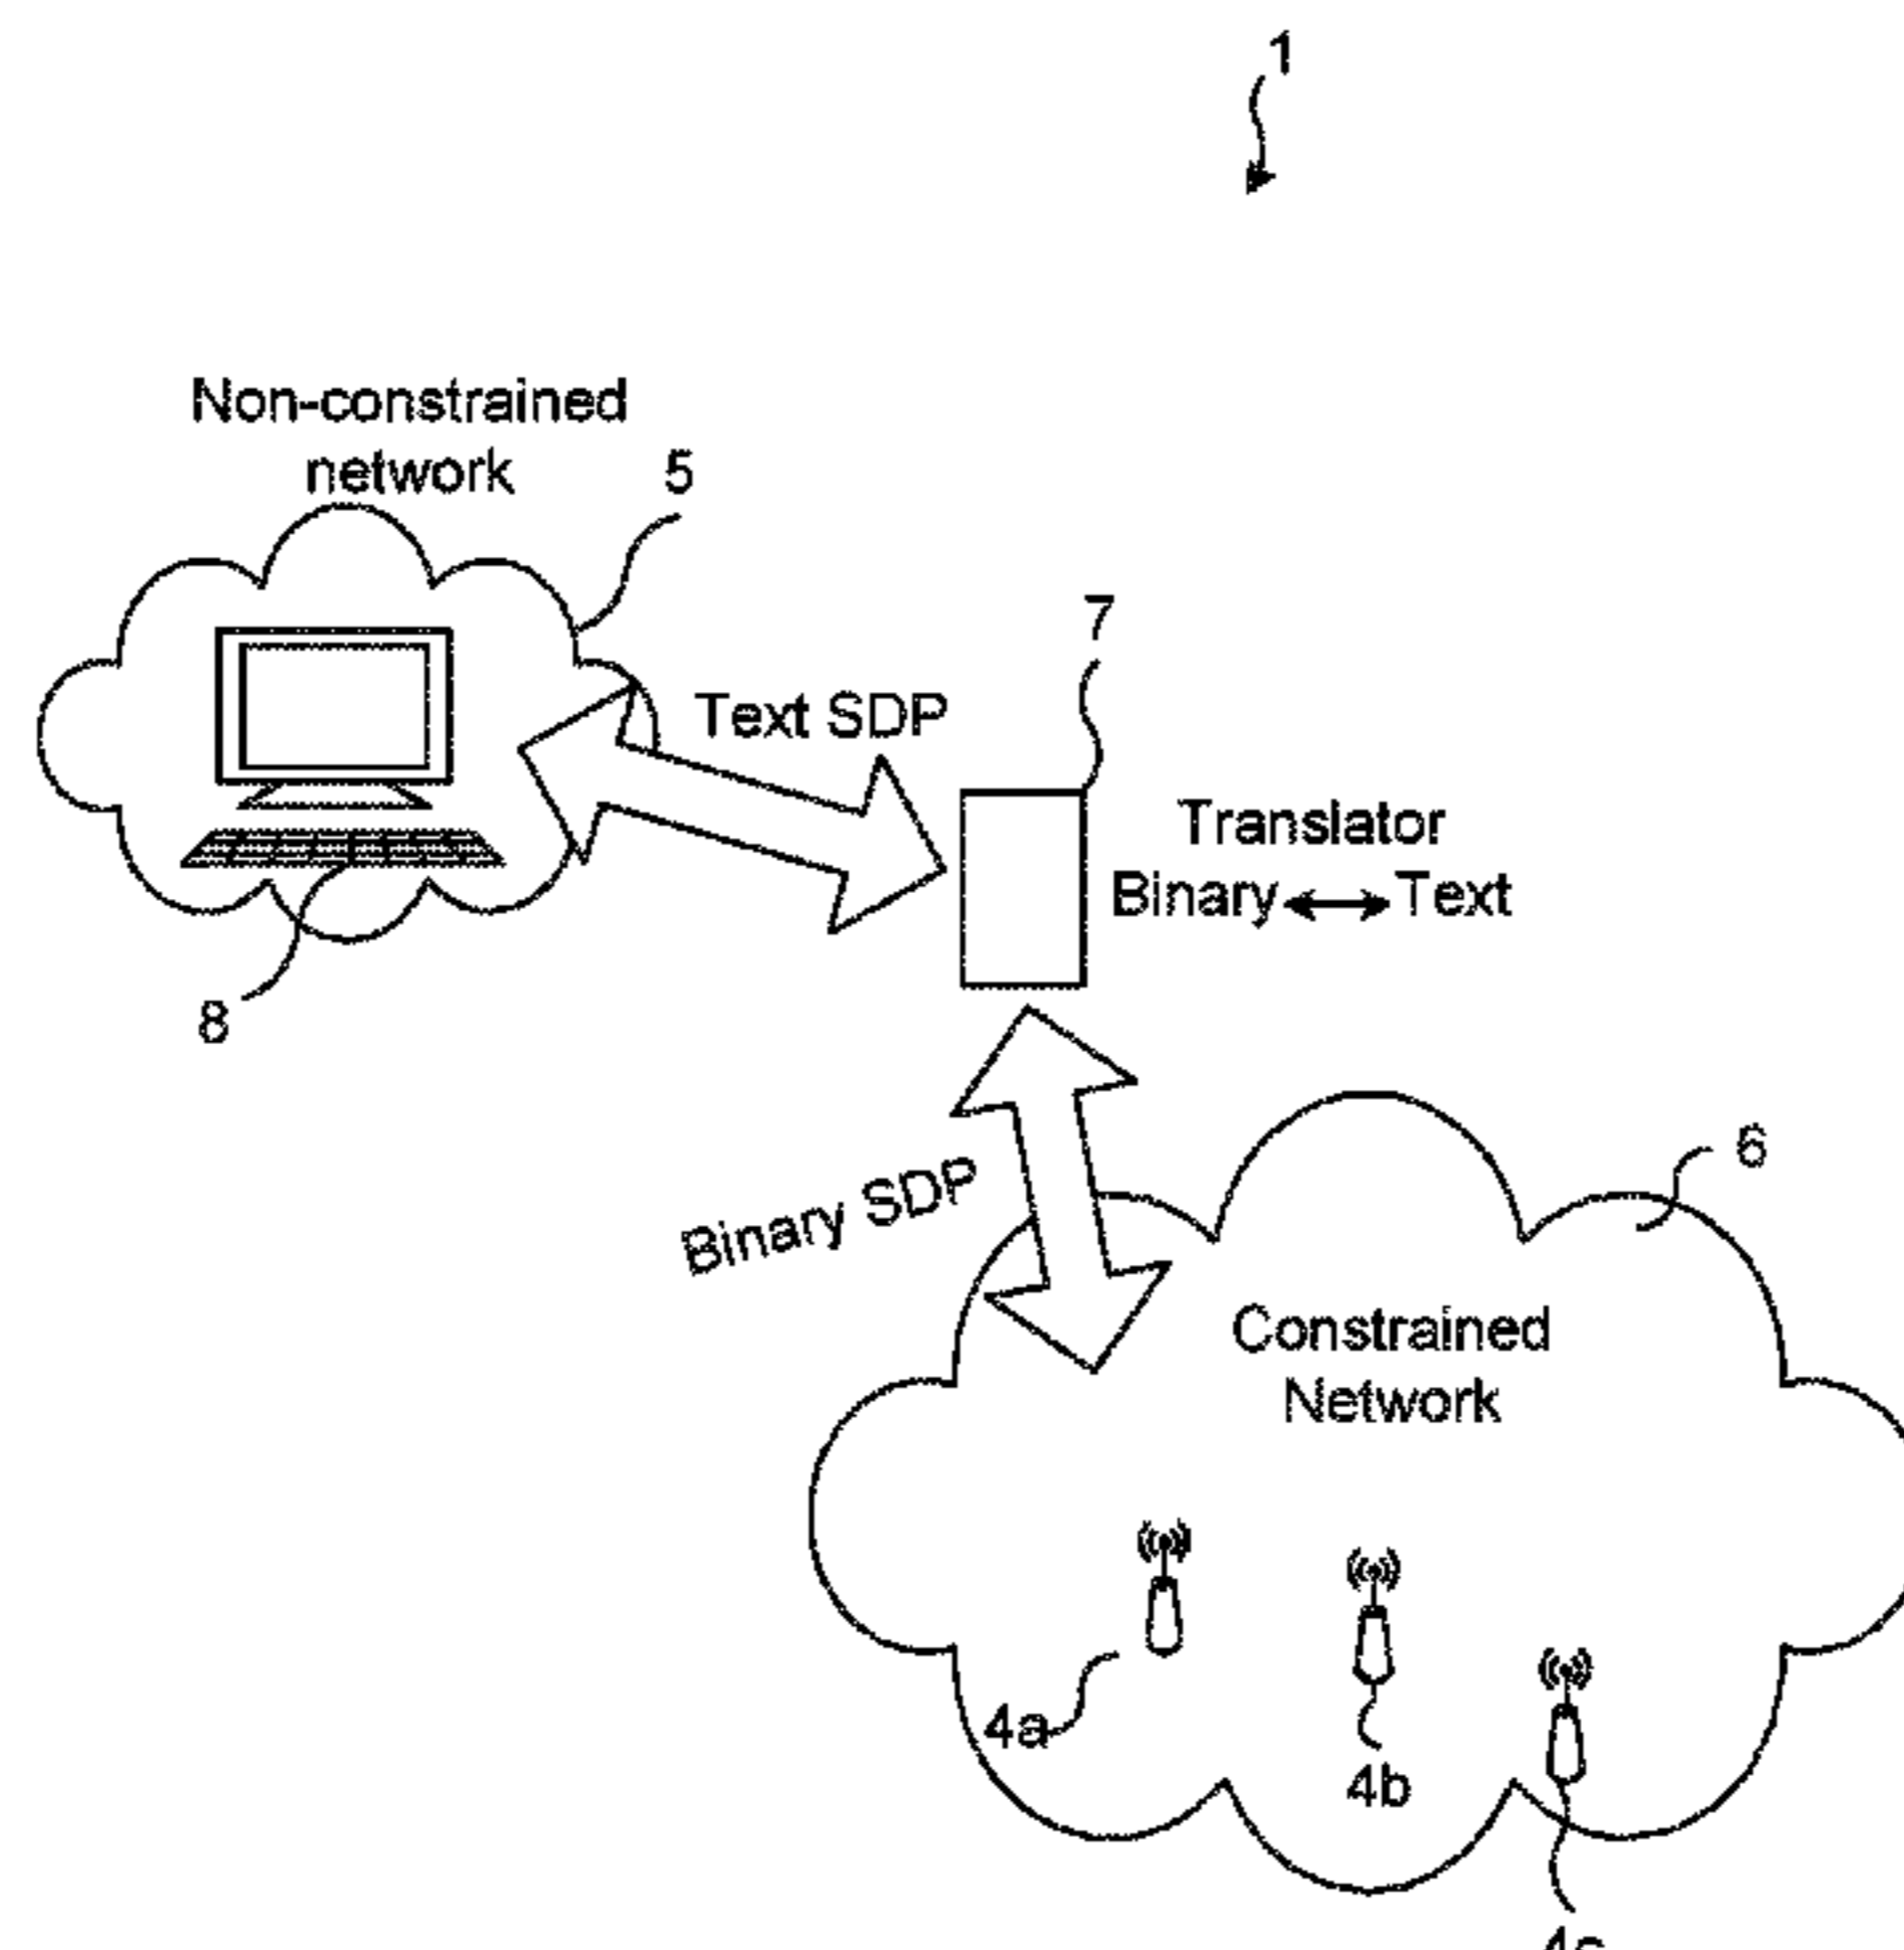 1
Non-constrained
network
5
7
Text SDP
Translator
Binary Text
8
6
Binary SDP
Constrained
Network
4a
4b